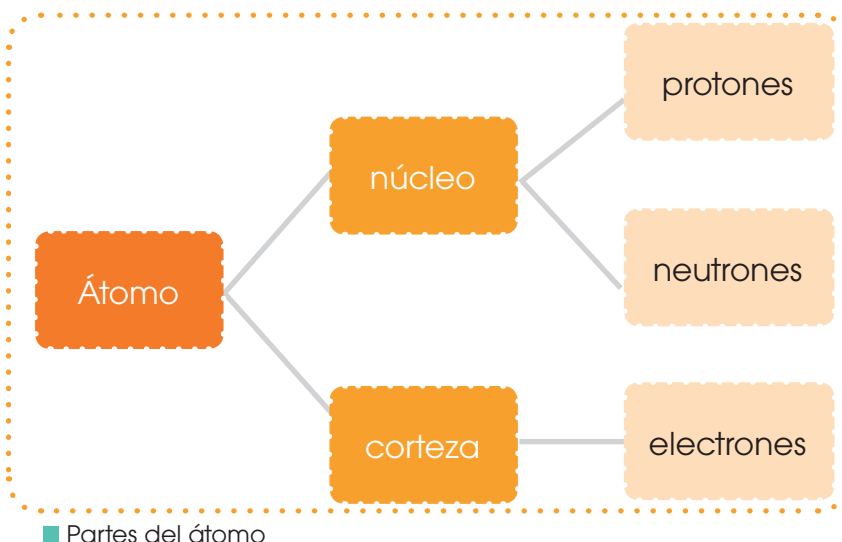 protones
núcleo
neutrones
Átomo
corteza
electrones
Partes del átomo